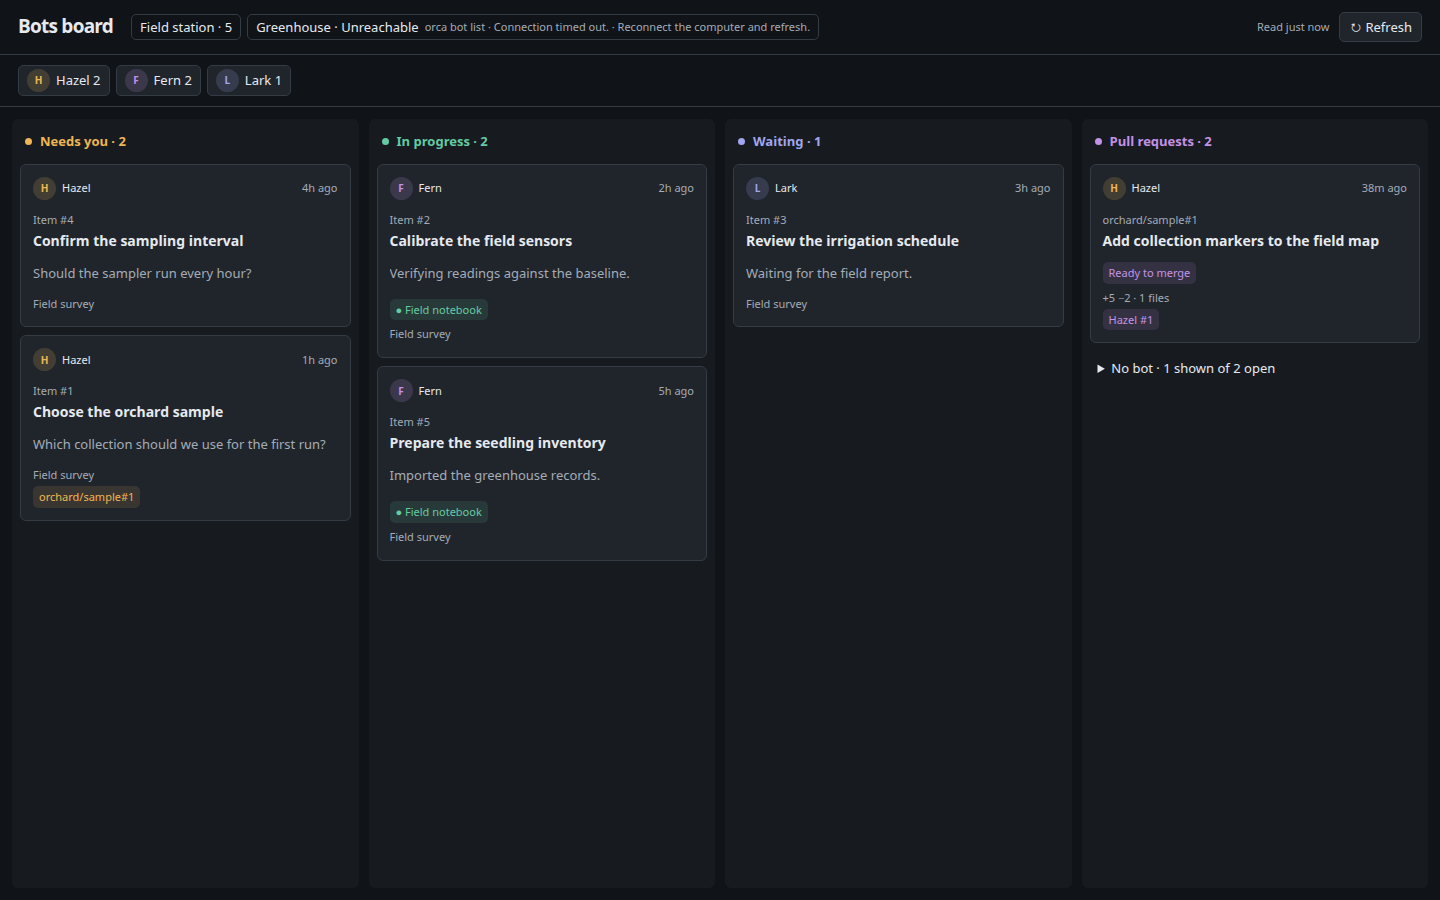 Bots board
Field station · 5
Greenhouse · Unreachable orca bot list · Connection timed out. · Reconnect the computer and refresh.
Read just now
↻ Refresh
H Hazel 2
F Fern 2
L Lark 1
Needs you · 2
H Hazel 4h ago
Item #4
Confirm the sampling interval
Should the sampler run every hour?
Field survey
H Hazel 1h ago
Item #1
Choose the orchard sample
Which collection should we use for the first run?
Field survey
orchard/sample#1
In progress · 2
F Fern 2h ago
Item #2
Calibrate the field sensors
Verifying readings against the baseline.
● Field notebook
Field survey
F Fern 5h ago
Item #5
Prepare the seedling inventory
Imported the greenhouse records.
● Field notebook
Field survey
Waiting · 1
L Lark 3h ago
Item #3
Review the irrigation schedule
Waiting for the field report.
Field survey
Pull requests · 2
H Hazel 38m ago
orchard/sample#1
Add collection markers to the field map
Ready to merge
+5 −2 · 1 files
Hazel #1
▶ No bot · 1 shown of 2 open